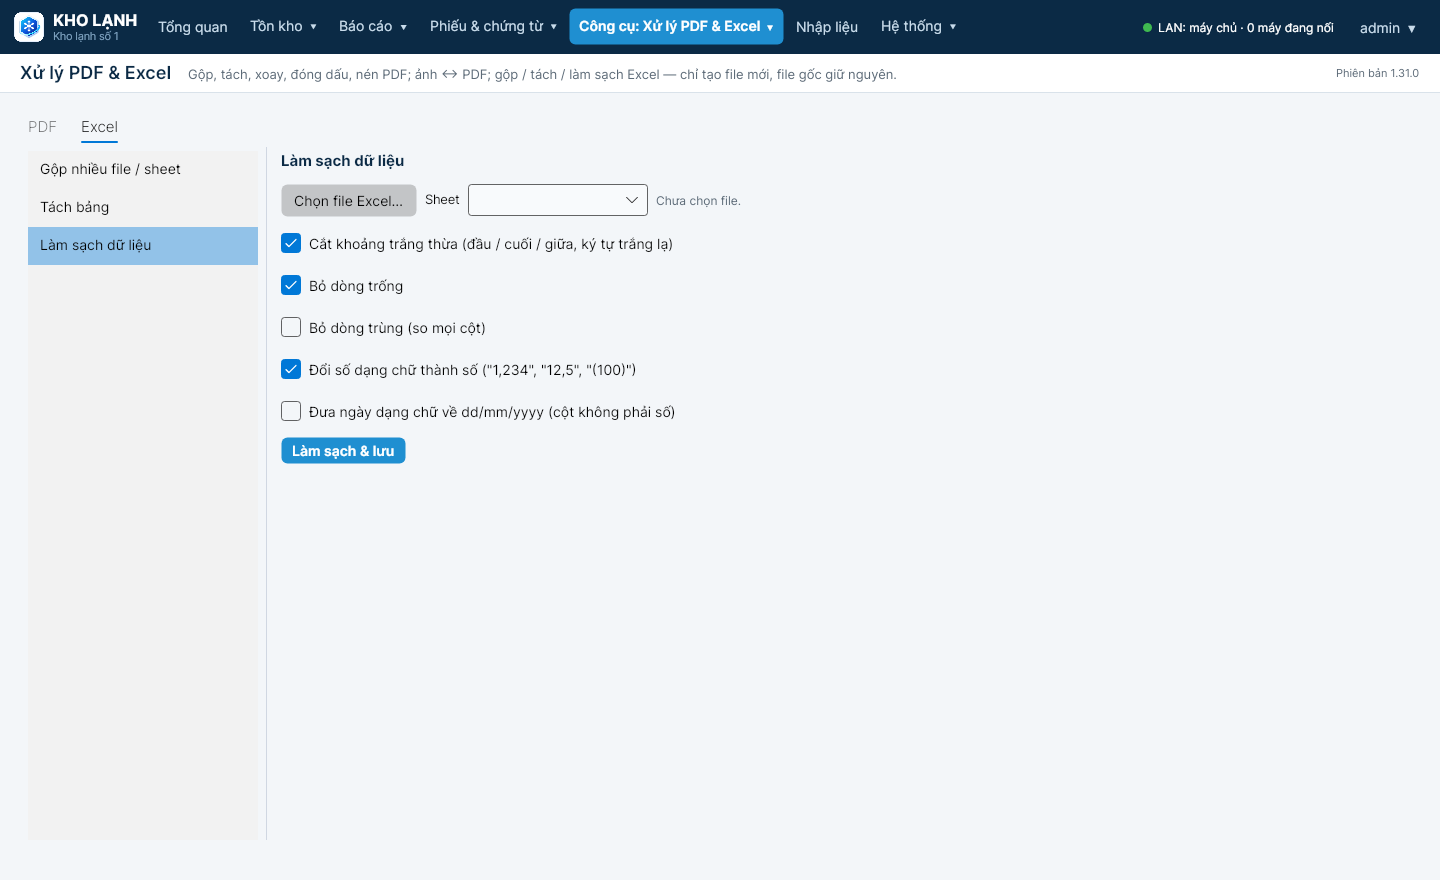 KHO LẠNH
Kho lạnh số 1
Tổng quan
Tồn kho ▾
Báo cáo ▾
Phiếu & chứng từ ▾
Công cụ: Xử lý PDF & Excel ▾
Nhập liệu
Hệ thống ▾
LAN: máy chủ · 0 máy đang nối
admin ▾
Xử lý PDF & Excel
Gộp, tách, xoay, đóng dấu, nén PDF; ảnh ↔ PDF; gộp / tách / làm sạch Excel — chỉ tạo file mới, file gốc giữ nguyên.
Phiên bản 1.31.0
PDF
Excel
Gộp nhiều file / sheet
Tách bảng
Làm sạch dữ liệu
Làm sạch dữ liệu
Chọn file Excel...
Sheet
Chưa chọn file.
Cắt khoảng trắng thừa (đầu / cuối / giữa, ký tự trắng lạ)
Bỏ dòng trống
Bỏ dòng trùng (so mọi cột)
Đổi số dạng chữ thành số ("1,234", "12,5", "(100)")
Đưa ngày dạng chữ về dd/mm/yyyy (cột không phải số)
Làm sạch & lưu